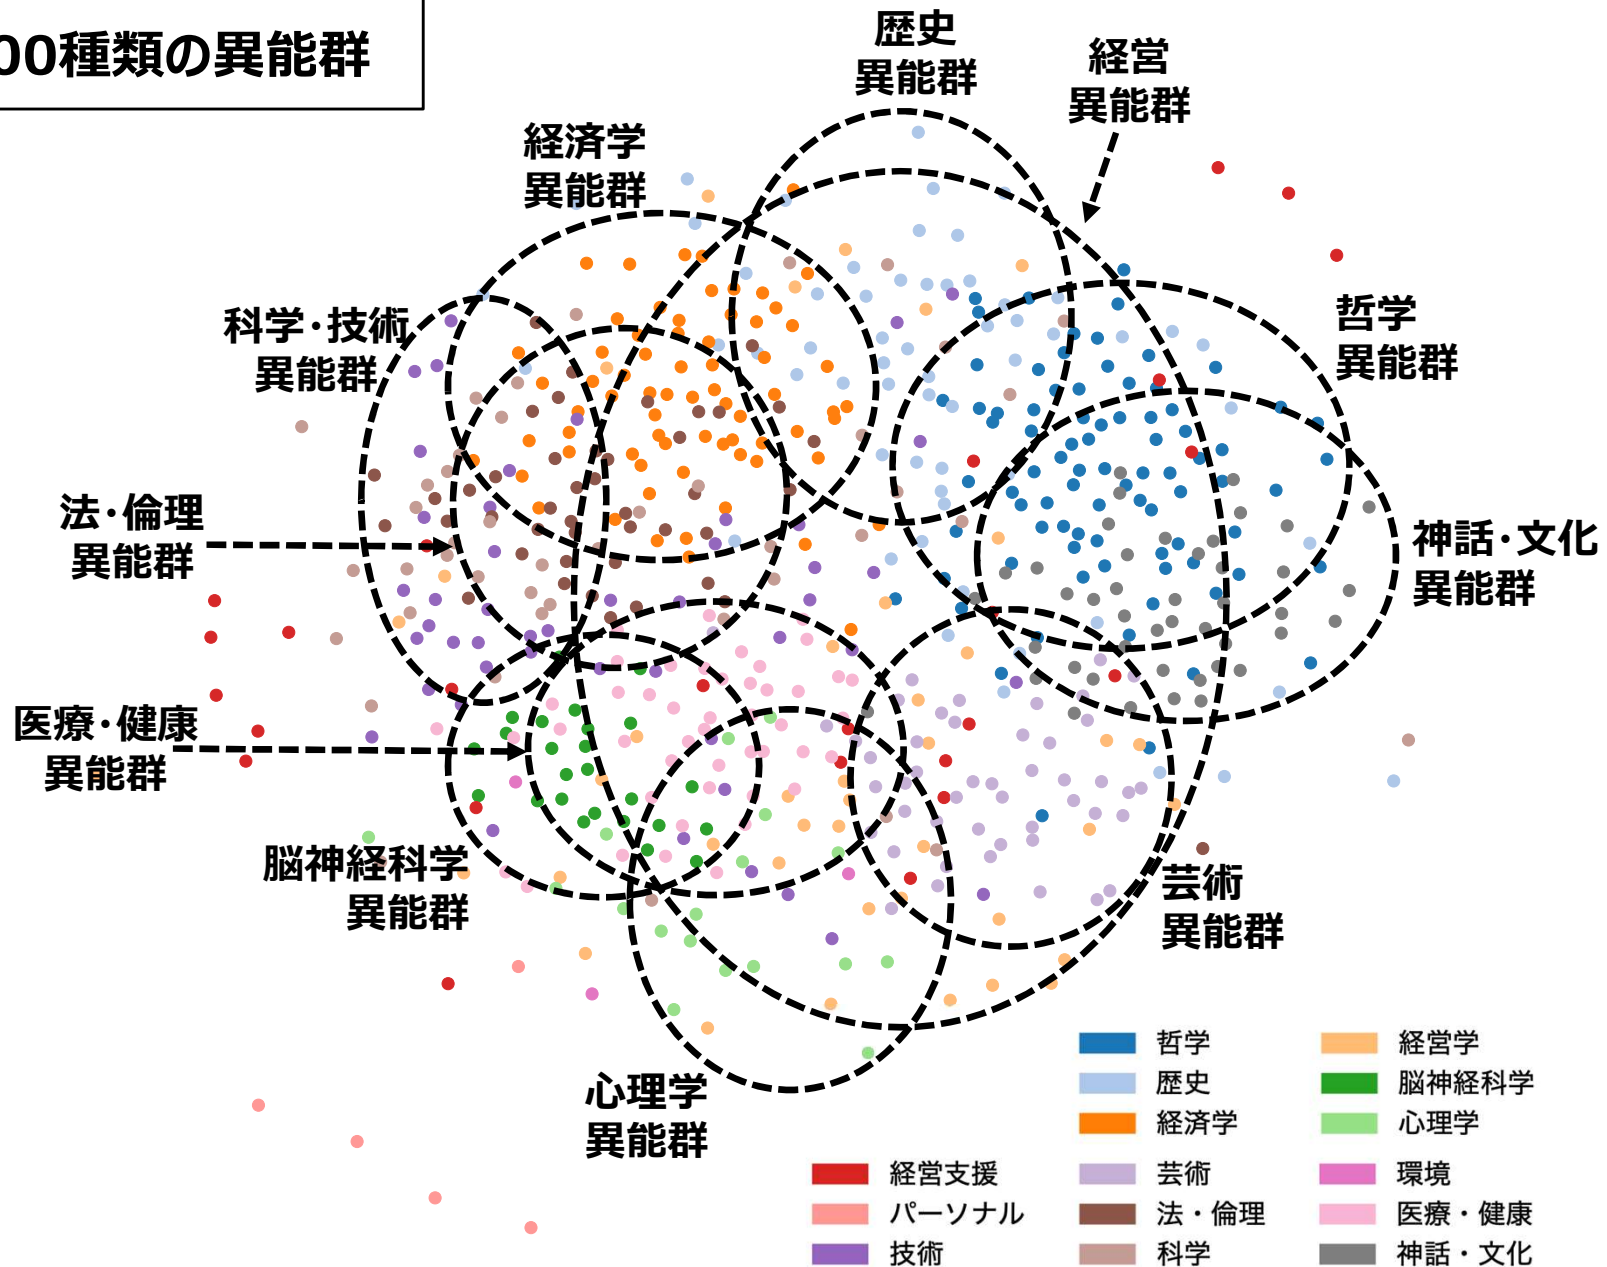 00種類の異能群
歴史
異能群
経営
異能群
経済学
異能群
科学・技術
異能群
哲学
異能群
法・倫理
異能群
神話・文化
異能群
医療・健康
異能群
脳神経科学
異能群
芸術
異能群
心理学
異能群
哲学
経営学
歴史
脳神経科学
経済学
心理学
経営支援
芸術
環境
パーソナル
法・倫理
医療・健康
技術
科学
神話・文化